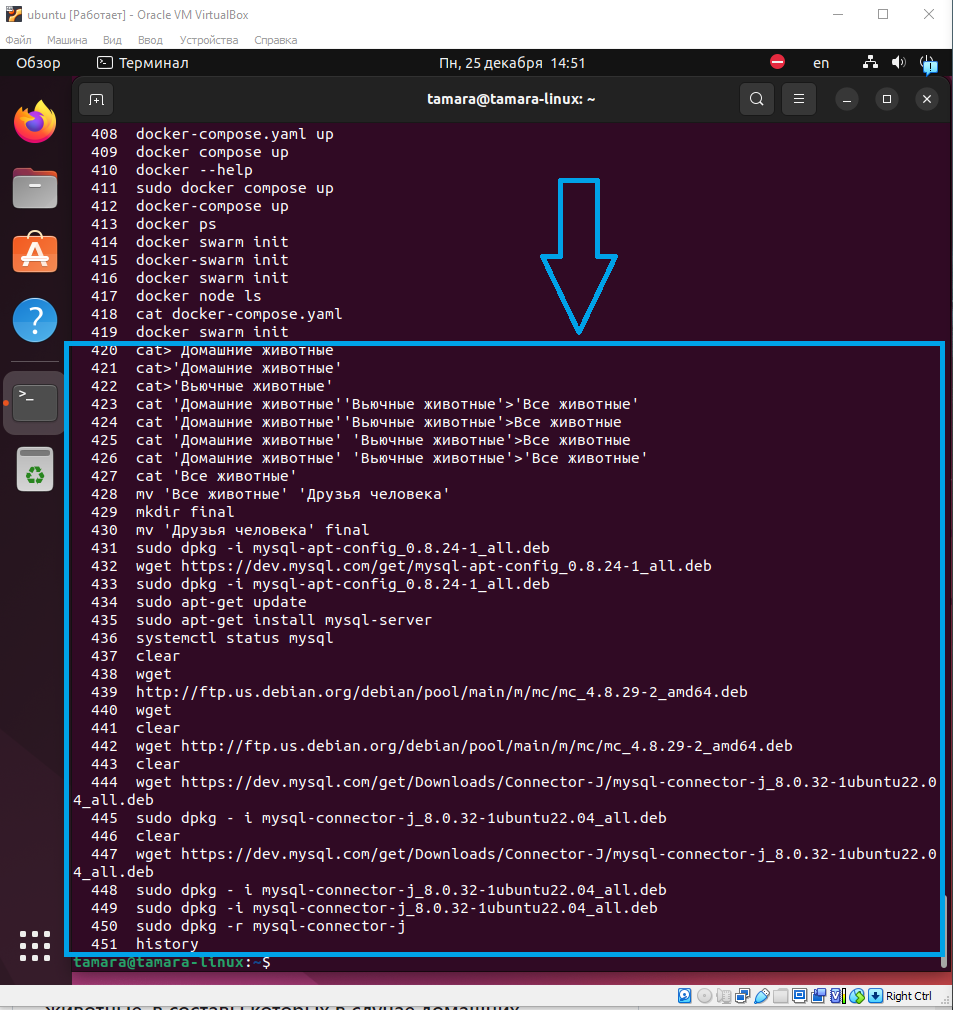 ubuntu [Работает] - Oracle VM VirtualBox
Файл Машина Вид Ввод Устройства Справка
Обзор Терминал Пн, 25 декабря 14:51 en
tamara@tamara-linux: ~
408 docker-compose.yaml up
409 docker compose up
410 docker --help
411 sudo docker compose up
412 docker-compose up
413 docker ps
414 docker swarm init
415 docker-swarm init
416 docker swarm init
417 docker node ls
418 cat docker-compose.yaml
419 docker swarm init
420 cat> Домашние животные
421 cat>'Домашние животные'
422 cat>'Вьючные животные'
423 cat 'Домашние животные''Вьючные животные'>'Все животные'
424 cat 'Домашние животные''Вьючные животные'>Все животные
425 cat 'Домашние животные' 'Вьючные животные'>Все животные
426 cat 'Домашние животные' 'Вьючные животные'>'Все животные'
427 cat 'Все животные'
428 mv 'Все животные' 'Друзья человека'
429 mkdir final
430 mv 'Друзья человека' final
431 sudo dpkg -i mysql-apt-config_0.8.24-1_all.deb
432 wget https://dev.mysql.com/get/mysql-apt-config_0.8.24-1_all.deb
433 sudo dpkg -i mysql-apt-config_0.8.24-1_all.deb
434 sudo apt-get update
435 sudo apt-get install mysql-server
436 systemctl status mysql
437 clear
438 wget
439 http://ftp.us.debian.org/debian/pool/main/m/mc/mc_4.8.29-2_amd64.deb
440 wget
441 clear
442 wget http://ftp.us.debian.org/debian/pool/main/m/mc/mc_4.8.29-2_amd64.deb
443 clear
444 wget https://dev.mysql.com/get/Downloads/Connector-J/mysql-connector-j_8.0.32-1ubuntu22.0
4_all.deb
445 sudo dpkg - i mysql-connector-j_8.0.32-1ubuntu22.04_all.deb
446 clear
447 wget https://dev.mysql.com/get/Downloads/Connector-J/mysql-connector-j_8.0.32-1ubuntu22.0
4_all.deb
448 sudo dpkg - i mysql-connector-j_8.0.32-1ubuntu22.04_all.deb
449 sudo dpkg -i mysql-connector-j_8.0.32-1ubuntu22.04_all.deb
450 sudo dpkg -r mysql-connector-j
451 history
tamara@tamara-linux:~$
Right Ctrl
животные, в составы которых в случае домашних